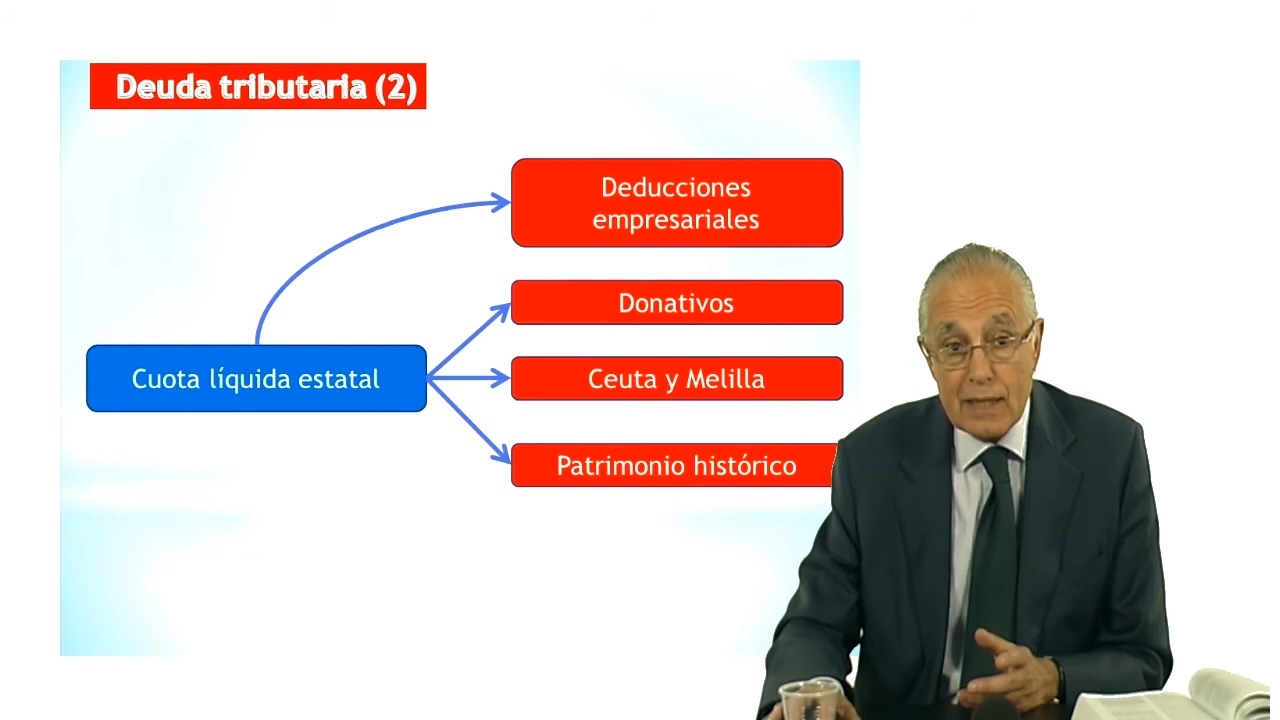 Deuda tributaria (2)
Deducciones
empresariales
Donativos
Cuota líquida estatal
Ceuta y Melilla
Patrimonio histórico